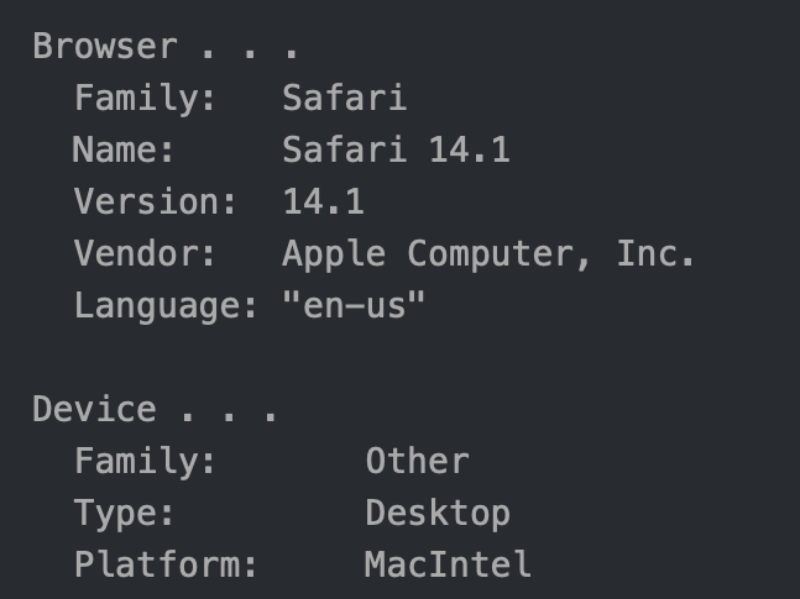 Browser . . .
Family: Safari
Name: Safari 14.1
Version: 14.1
Vendor: Apple Computer, Inc.
Language: "en-us"
Device . . .
Family: Other
Type: Desktop
Platform: MacIntel